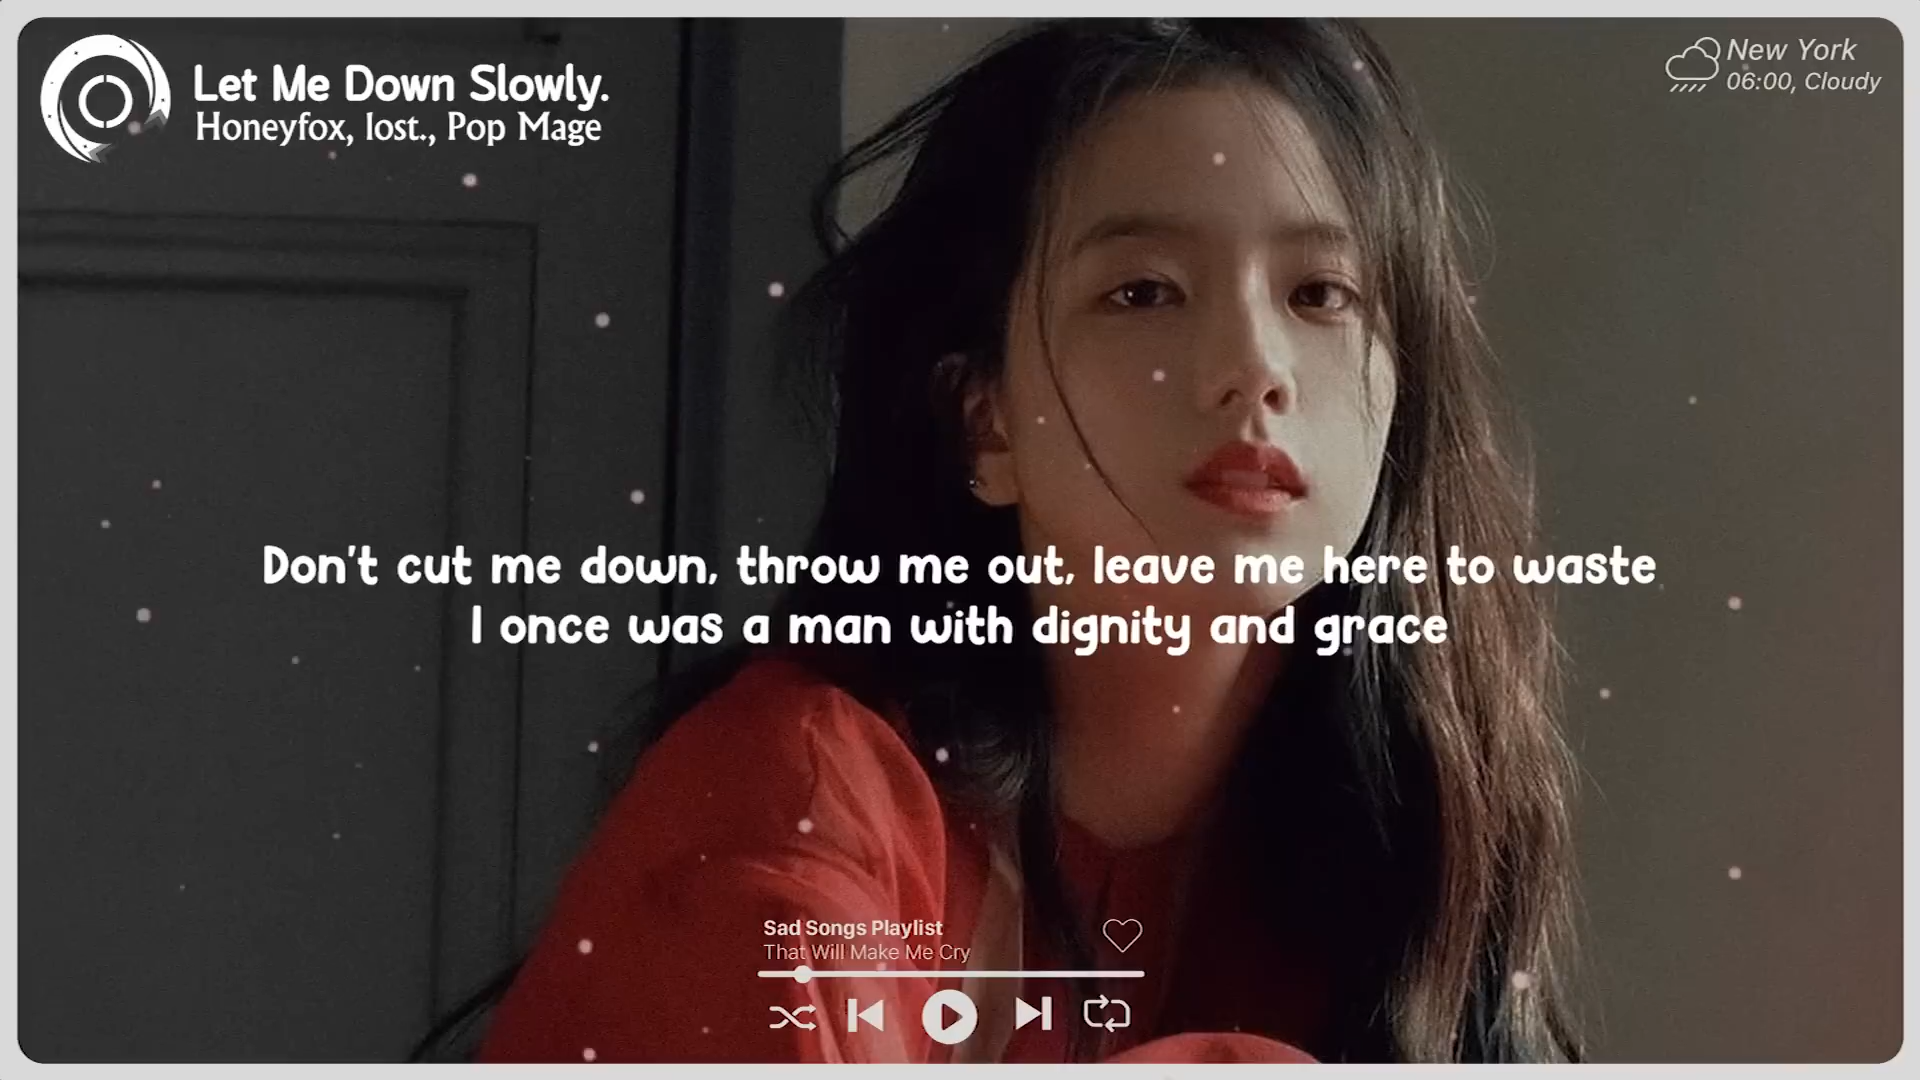 Let Me Down Slowly.
Honeyfox, lost., Pop Mage
New York
06:00, Cloudy
Don't cut me down, throw me out, leave me here to waste
I once was a man with dignity and grace
Sad Songs Playlist
That Will Make Me Cry